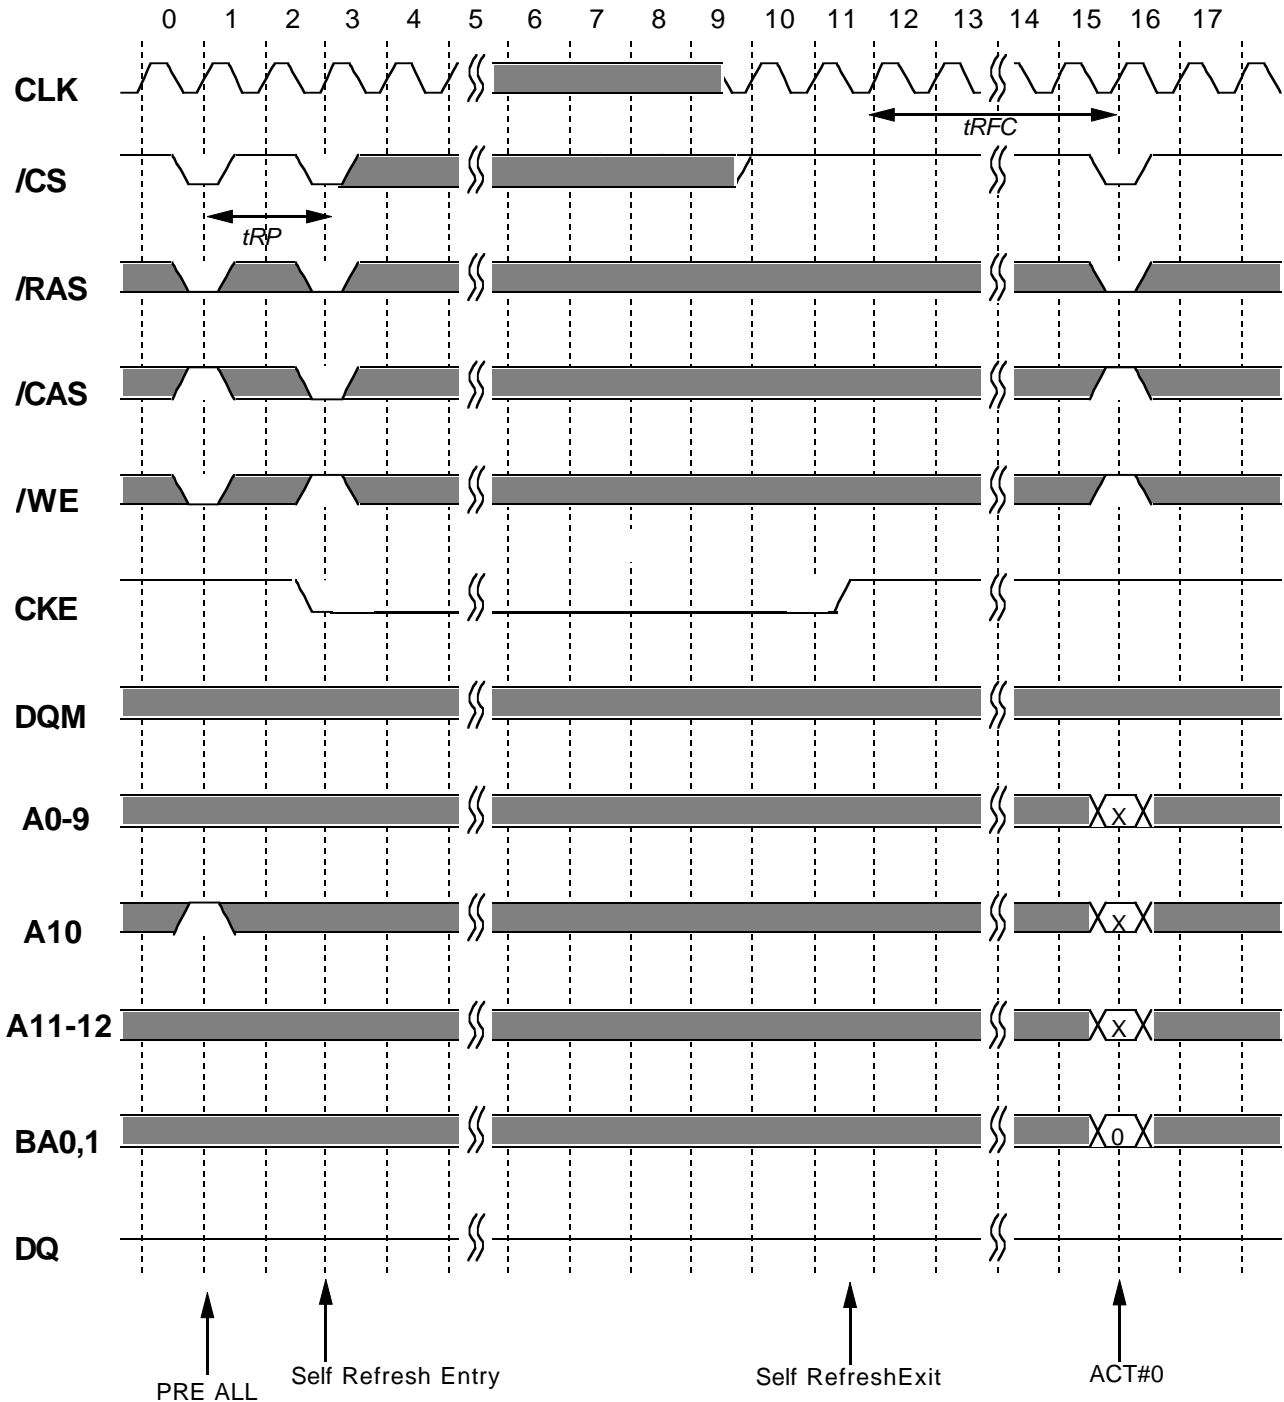 0 1 2 3 4 5 6 7 8 9 10 11 12 13 14 15 16 17
CLK
tRFC
/CS
tRP
/RAS
/CAS
/WE
CKE
DQM
A0-9
X
A10
X
A11-12
X
BA0,1
0
DQ
PRE ALL
Self Refresh Entry
Self RefreshExit
ACT#0